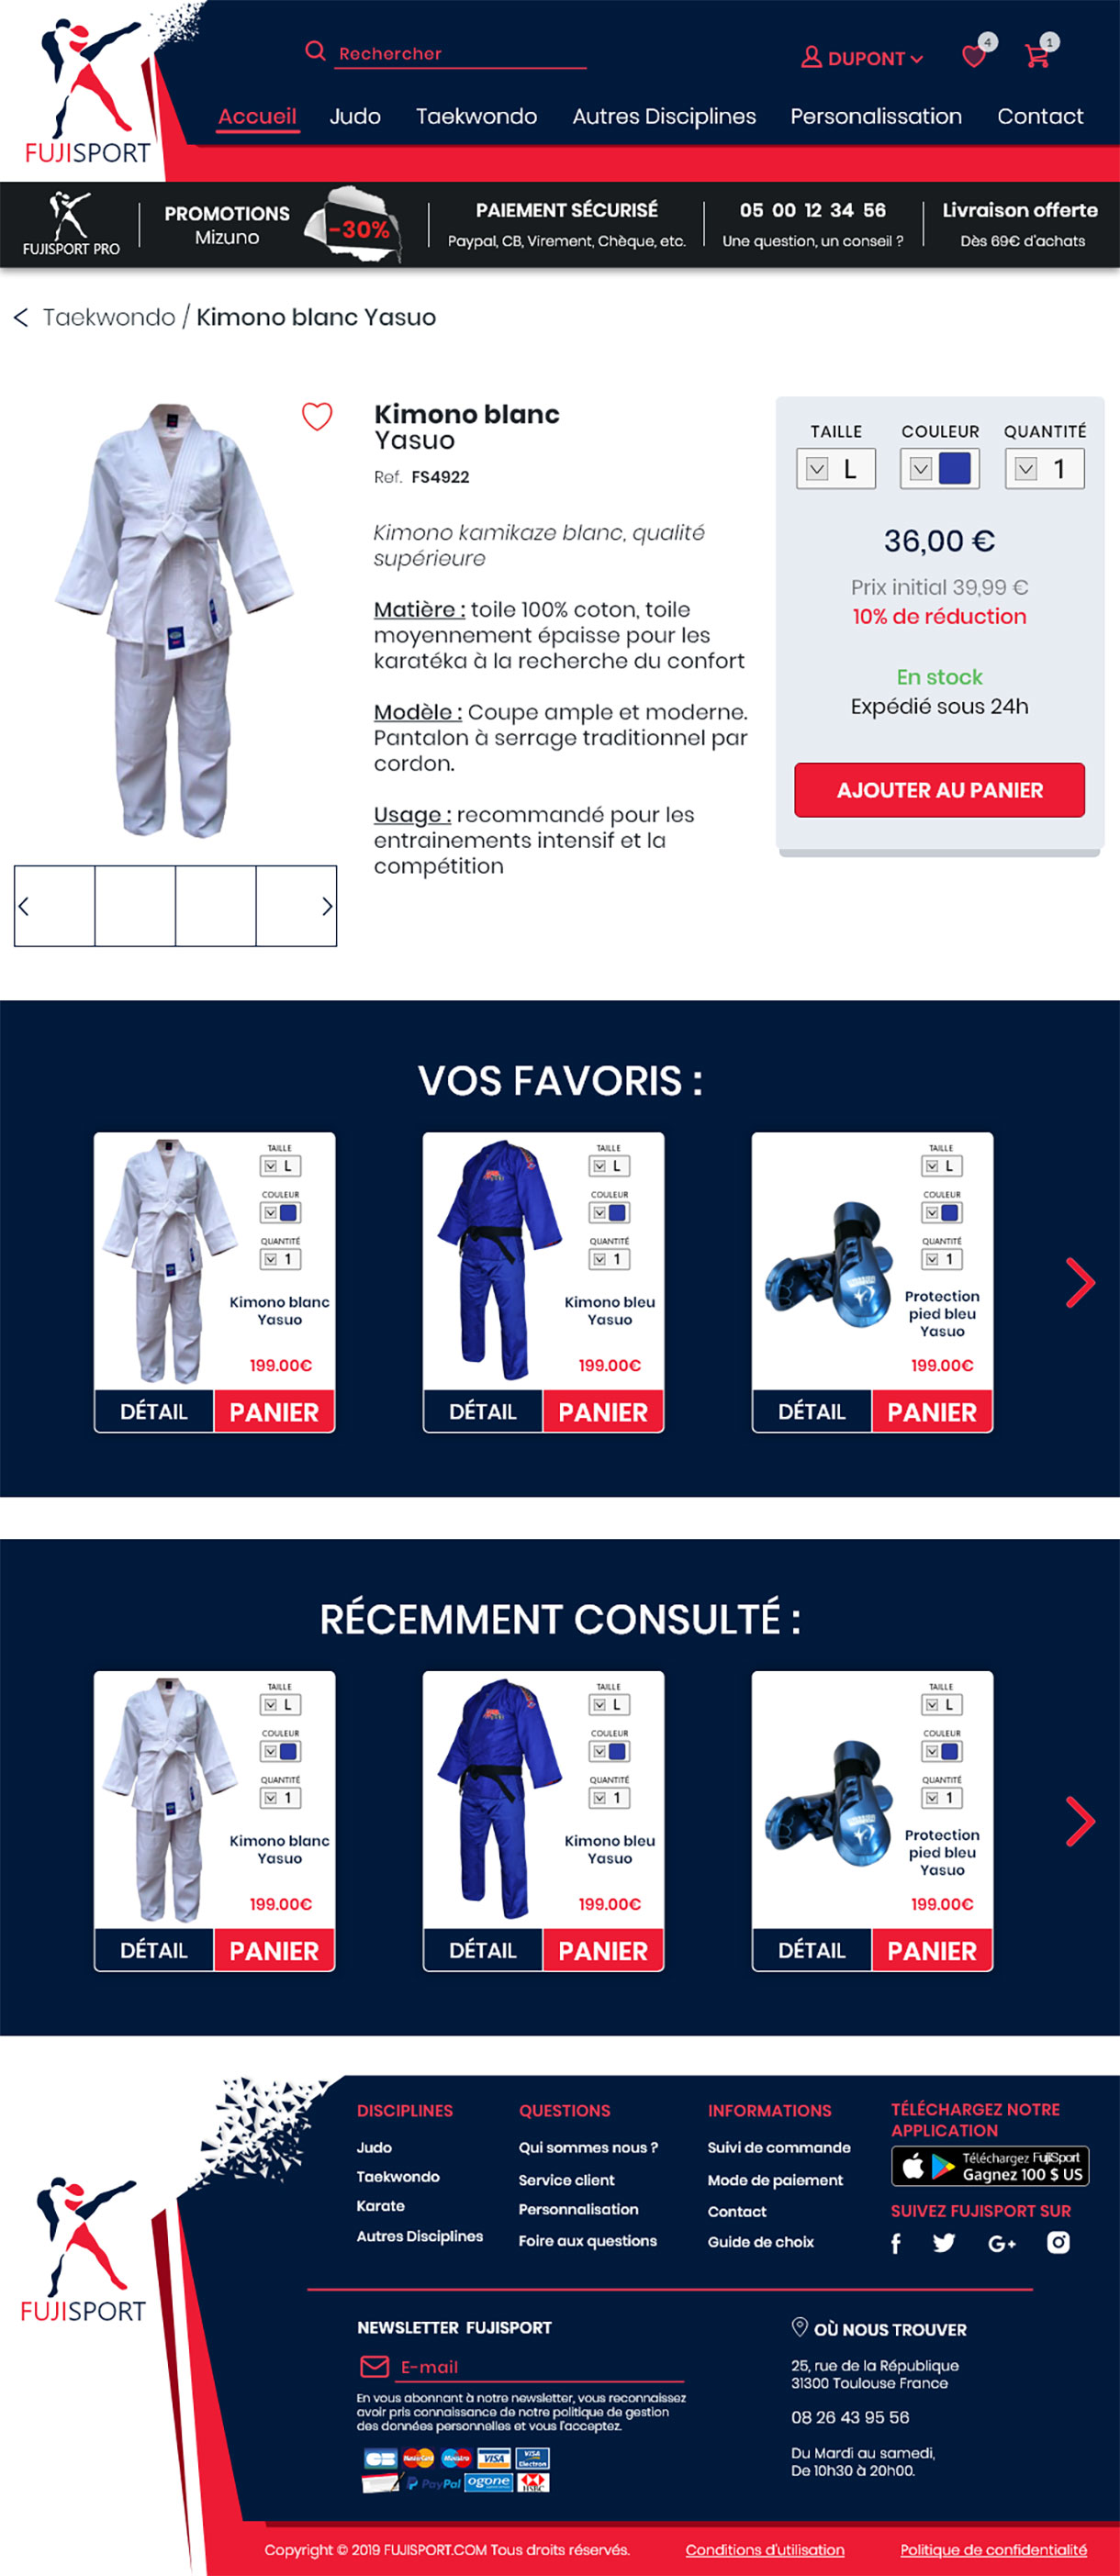 FUJISPORT
Rechercher
DUPONT
4
1
Accueil
Judo
Taekwondo
Autres Disciplines
Personalissation
Contact
FUJISPORT PRO
PROMOTIONS
Mizuno
-30%
PAIEMENT SÉCURISÉ
Paypal, CB, Virement, Chèque, etc.
05 00 12 34 56
Une question, un conseil ?
Livraison offerte
Dès 69€ d'achats
< Taekwondo / Kimono blanc Yasuo
Kimono blanc
Yasuo
Ref. FS4922
Kimono kamikaze blanc, qualité
supérieure
Matière : toile 100% coton, toile
moyennement épaisse pour les
karatéka à la recherche du confort
Modèle : Coupe ample et moderne.
Pantalon à serrage traditionnel par
cordon.
Usage : recommandé pour les
entrainements intensif et la
compétition
TAILLE
L
COULEUR
QUANTITÉ
1
36,00 €
Prix initial 39,99 €
10% de réduction
En stock
Expédié sous 24h
AJOUTER AU PANIER
VOS FAVORIS :
TAILLE
L
COULEUR
QUANTITÉ
1
Kimono blanc
Yasuo
199.00€
DÉTAIL
PANIER
TAILLE
L
COULEUR
QUANTITÉ
1
Kimono bleu
Yasuo
199.00€
DÉTAIL
PANIER
TAILLE
L
COULEUR
QUANTITÉ
1
Protection
pied bleu
Yasuo
199.00€
DÉTAIL
PANIER
RÉCEMMENT CONSULTÉ :
TAILLE
L
COULEUR
QUANTITÉ
1
Kimono blanc
Yasuo
199.00€
DÉTAIL
PANIER
TAILLE
L
COULEUR
QUANTITÉ
1
Kimono bleu
Yasuo
199.00€
DÉTAIL
PANIER
TAILLE
L
COULEUR
QUANTITÉ
1
Protection
pied bleu
Yasuo
199.00€
DÉTAIL
PANIER
FUJISPORT
DISCIPLINES
Judo
Taekwondo
Karate
Autres Disciplines
QUESTIONS
Qui sommes nous ?
Service client
Personnalisation
Foire aux questions
INFORMATIONS
Suivi de commande
Mode de paiement
Contact
Guide de choix
TÉLÉCHARGEZ NOTRE
APPLICATION
Téléchargez FujiSport
Gagnez 100 $ US
SUIVEZ FUJISPORT SUR
NEWSLETTER FUJISPORT
E-mail
En vous abonnant à notre newsletter, vous reconnaissez
avoir pris connaissance de notre politique de gestion
des données personnelles et vous l'acceptez.
CB MasterCard Maestro VISA VISA Electron
PayPal ogone HSBC
OÙ NOUS TROUVER
25, rue de la République
31300 Toulouse France
08 26 43 95 56
Du Mardi au samedi,
De 10h30 à 20h00.
Copyright © 2019 FUJISPORT.COM Tous droits réservés.
Conditions d'utilisation
Politique de confidentialité